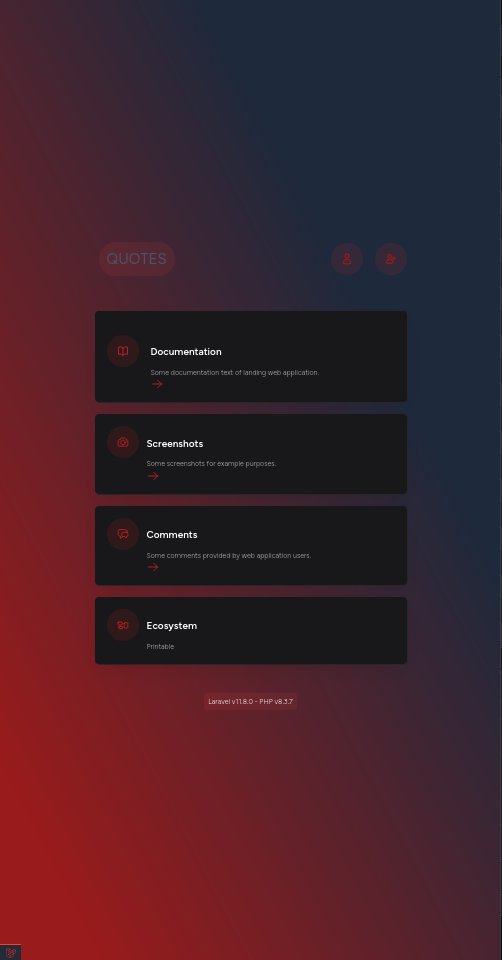 QUOTES
Documentation
Some documentation text of landing web application.
Screenshots
Some screenshots for example purposes.
Comments
Some comments provided by web application users.
Ecosystem
Printable
Laravel v11.8.0 - PHP v8.3.7